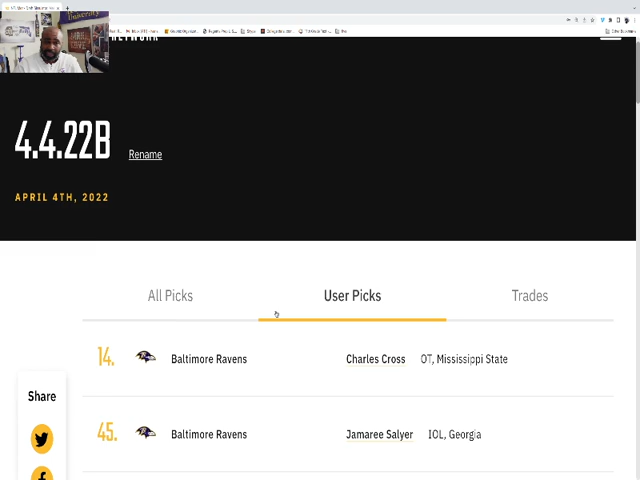 NETWORK
4.4.22B
Rename
APRIL 4TH, 2022
All Picks
User Picks
Trades
14.
Baltimore Ravens
Charles Cross
OT, Mississippi State
Share
45.
Baltimore Ravens
Jamaree Salyer
IOL, Georgia